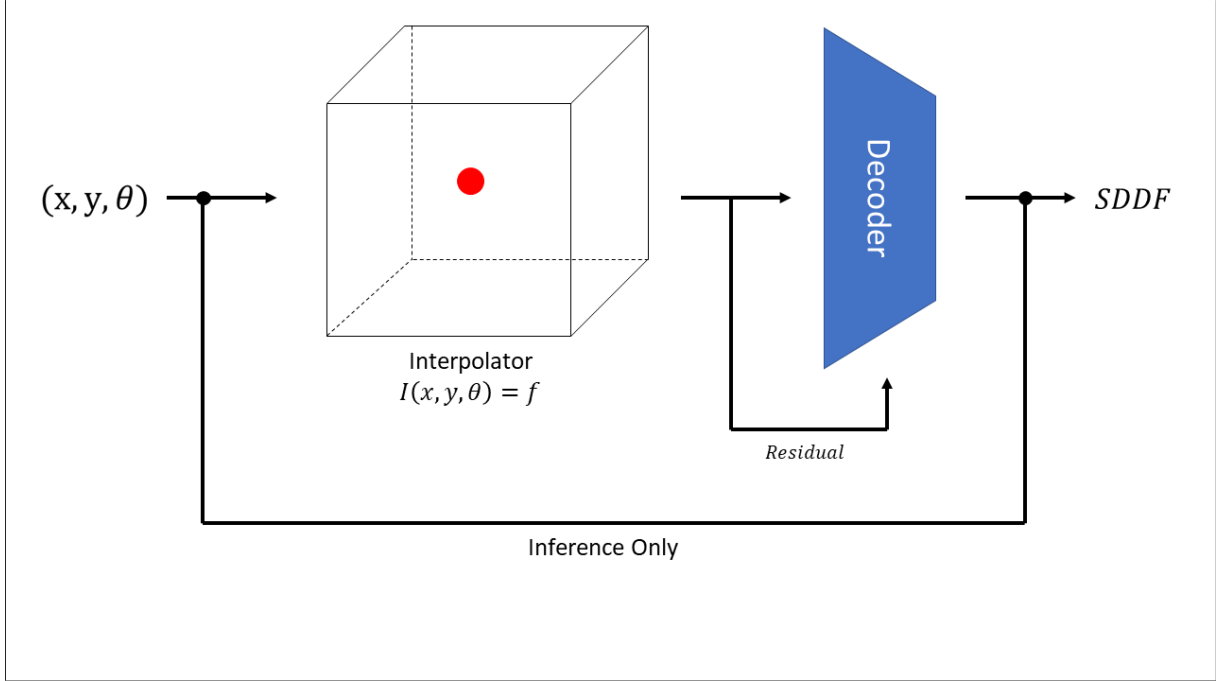 (x, y, θ)
Interpolator
I(x, y, θ) = f
Decoder
Residual
SDDF
Inference Only